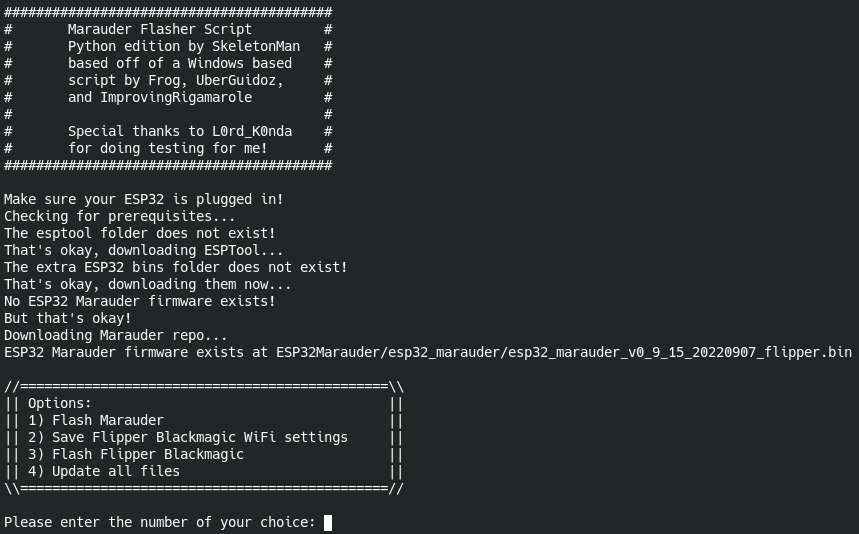 #########################################
#       Marauder Flasher Script         #
#       Python edition by SkeletonMan   #
#       based off of a Windows based    #
#       script by Frog, UberGuidoz,     #
#       and ImprovingRigamarole         #
#                                       #
#       Special thanks to L0rd_K0nda    #
#       for doing testing for me!       #
#########################################
Make sure your ESP32 is plugged in!
Checking for prerequisites...
The esptool folder does not exist!
That's okay, downloading ESPTool...
The extra ESP32 bins folder does not exist!
That's okay, downloading them now...
No ESP32 Marauder firmware exists!
But that's okay!
Downloading Marauder repo...
ESP32 Marauder firmware exists at ESP32Marauder/esp32_marauder/esp32_marauder_v0_9_15_20220907_flipper.bin
//==============================================\\
|| Options:                                     ||
|| 1) Flash Marauder                            ||
|| 2) Save Flipper Blackmagic WiFi settings     ||
|| 3) Flash Flipper Blackmagic                  ||
|| 4) Update all files                          ||
\\==============================================//
Please enter the number of your choice: